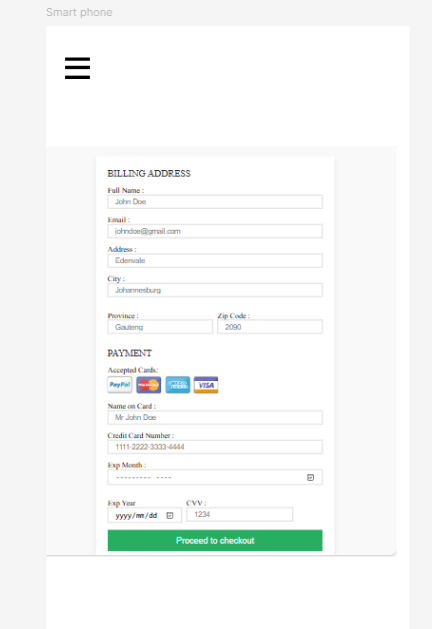 Smart phone
BILLING ADDRESS
Full Name :
John Doe
Email :
johndoe@gmail.com
Address :
Edenvale
City :
Johannesburg
Province : Zip Code :
Gauteng 2090
PAYMENT
Accepted Cards:
PayPal VISA
Name on Card :
Mr John Doe
Credit Card Number :
1111-2222-3333-4444
Exp Month :
--------- ----
Exp Year CVV :
yyyy/mm/dd 1234
Proceed to checkout